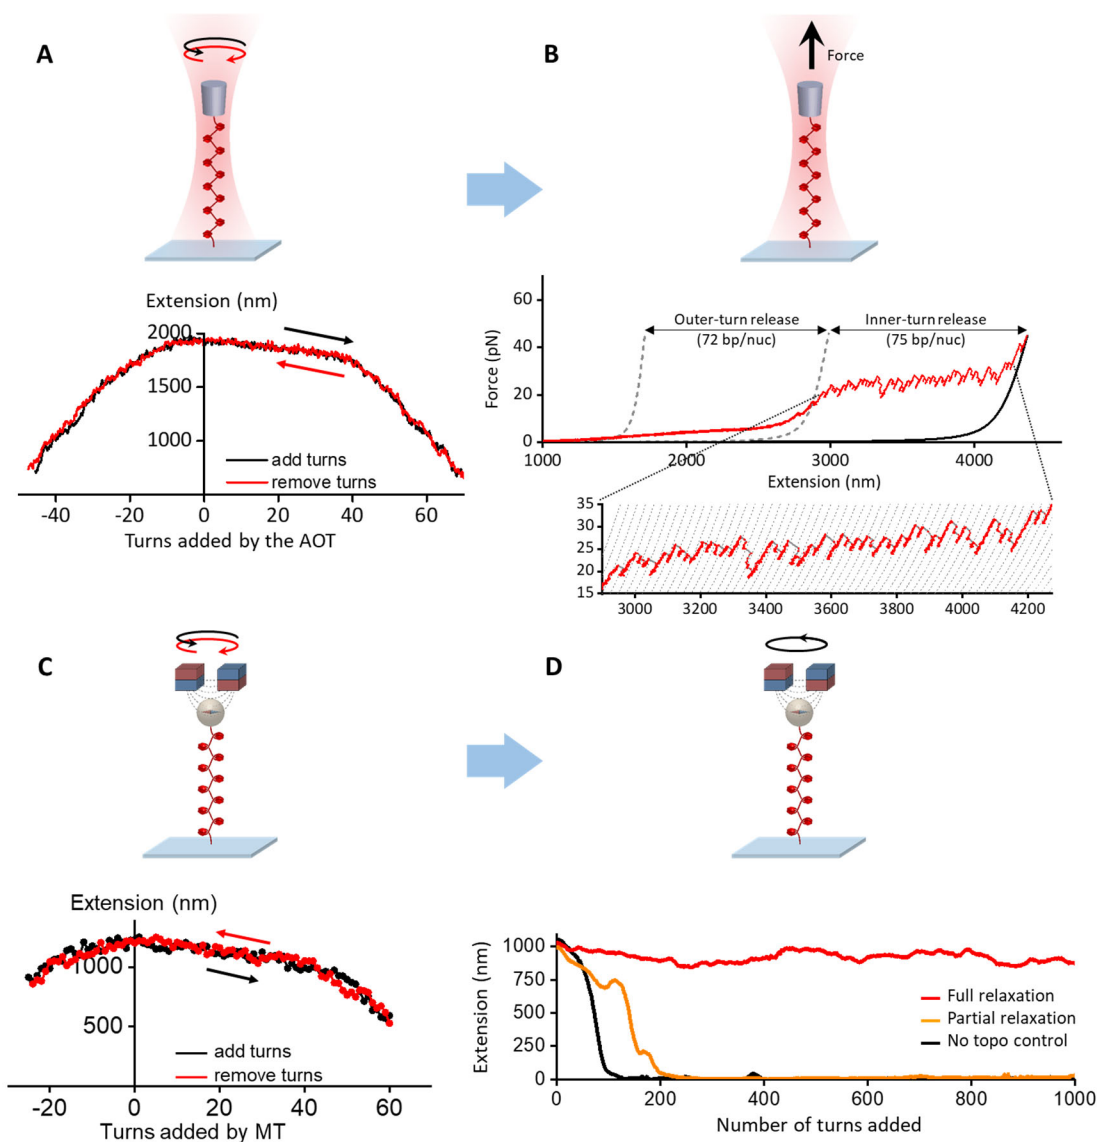 A
B
Force
Extension (nm)
2000
1500
1000
add turns
remove turns
-40 -20 0 20 40 60
Turns added by the AOT
60
40
20
0
Force (pN)
Outer-turn release
(72 bp/nuc)
Inner-turn release
(75 bp/nuc)
1000 2000 3000 4000
Extension (nm)
35
30
25
20
15
3000 3200 3400 3600 3800 4000 4200
C
D
Extension (nm)
1000
500
add turns
remove turns
-20 0 20 40 60
Turns added by MT
1000
750
500
250
0
Extension (nm)
Full relaxation
Partial relaxation
No topo control
0 200 400 600 800 1000
Number of turns added